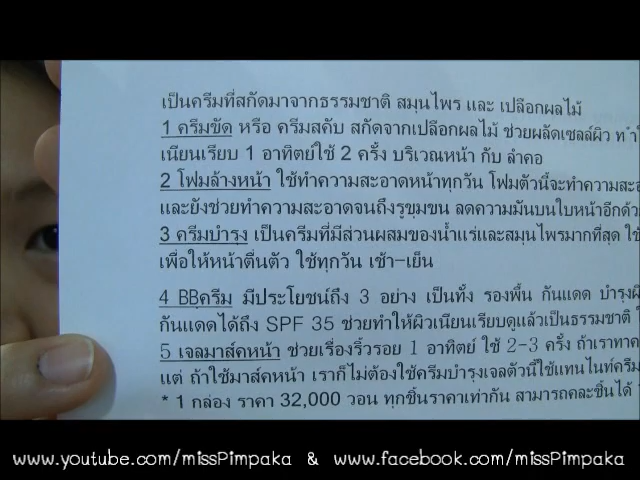 เป็นครีมที่สกัดมาจากธรรมชาติ สมุนไพร และ เปลือกผลไม้
1 ครีมขัด หรือ ครีมสคับ สกัดจากเปลือกผลไม้ ช่วยผลัดเซลล์ผิว
เนียนเรียบ 1 อาทิตย์ใช้ 2 ครั้ง บริเวณหน้า กับ ลำคอ
2 โฟมล้างหน้า ใช้ทำความสะอาดหน้าทุกวัน โฟมตัวนี้จะทำความสะอ
และยังช่วยทำความสะอาดจนถึงรูขุมขน ลดความมันบนใบหน้าอีกด้วย
3 ครีมบำรุง เป็นครีมที่มีส่วนผสมของน้ำแร่และสมุนไพรมากที่สุด ใช้
เพื่อให้หน้าตื่นตัว ใช้ทุกวัน เช้า-เย็น
4 BBครีม มีประโยชน์ถึง 3 อย่าง เป็นทั้ง รองพื้น กันแดด บำรุงผิ
กันแดดได้ถึง SPF 35 ช่วยทำให้ผิวเนียนเรียบดูแล้วเป็นธรรมชาติ
5 เจลมาส์คหน้า ช่วยเรื่องริ้วรอย 1 อาทิตย์ ใช้ 2-3 ครั้ง ถ้าเราทาค
แต่ ถ้าใช้มาส์คหน้า เราก็ไม่ต้องใช้ครีมบำรุงเจลตัวนี้ใช้แทนไนท์ครีม
* 1 กล่อง ราคา 32,000 วอน ทุกชิ้นราคาเท่ากัน สามารถคละชิ้นได้
www.youtube.com/missPimpaka & www.facebook.com/missPimpaka